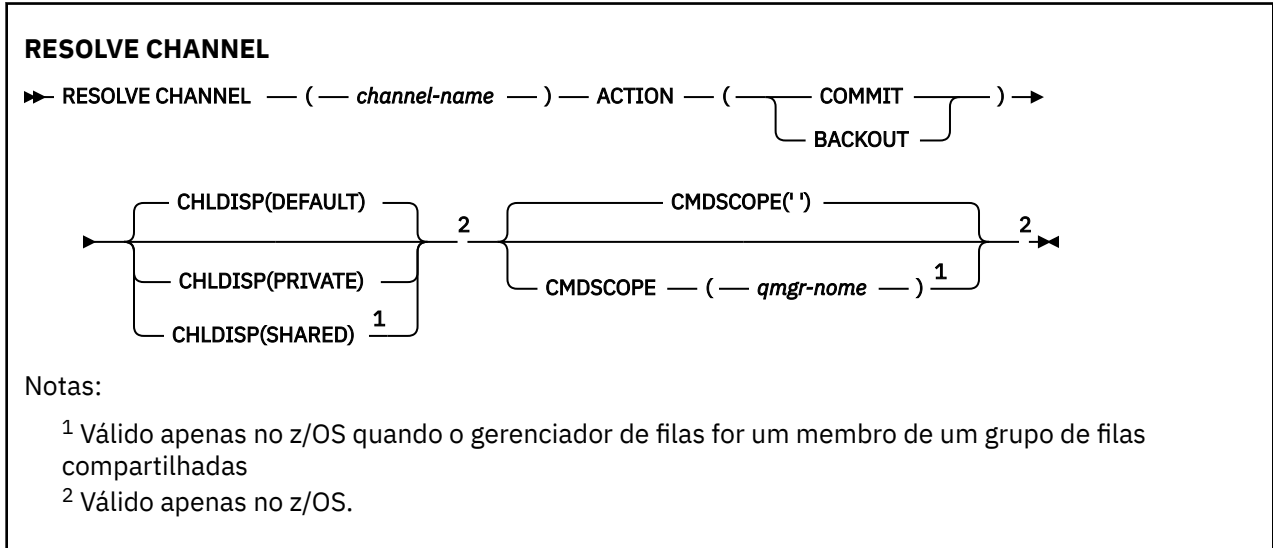 RESOLVE CHANNEL
RESOLVE CHANNEL ( channel-name ) ACTION ( COMMIT )
BACKOUT
CHLDISP(DEFAULT) 2 CMDSCOPE(' ') 2
CHLDISP(PRIVATE) CMDSCOPE ( qmgr-nome ) 1
CHLDISP(SHARED) 1
Notas:
1 Válido apenas no z/OS quando o gerenciador de filas for um membro de um grupo de filas
compartilhadas
2 Válido apenas no z/OS.